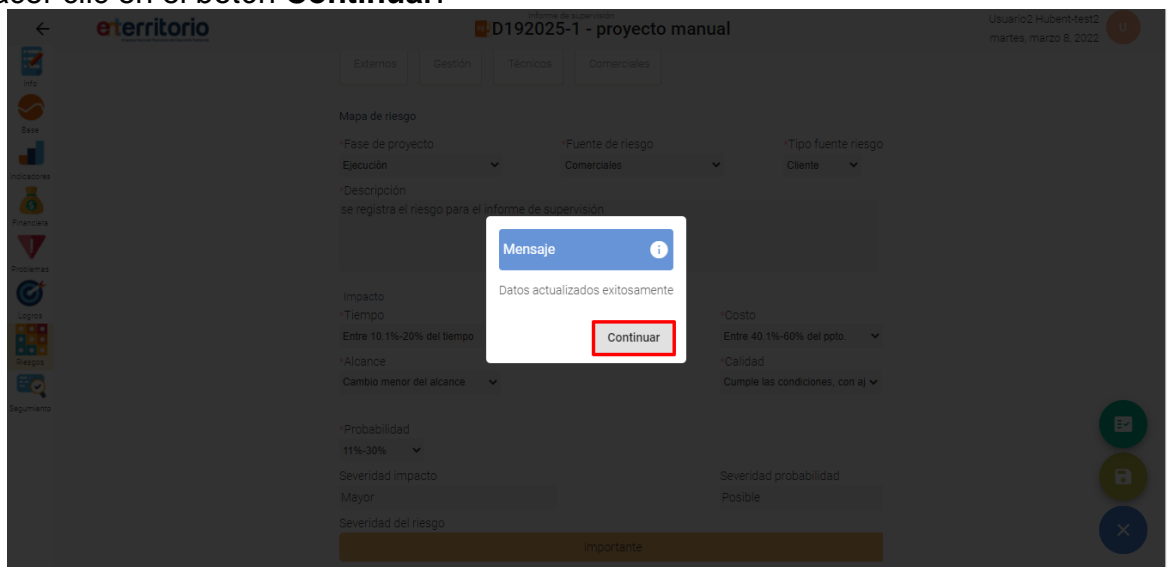 acer clic en el botón Continuar.
eterritorio
Informe de supervisión
D192025-1 - proyecto manual
Usuario2 Hubent-test2
martes, marzo 8, 2022
U
Info
Base
Indicadores
Financiera
Problemas
Logros
Riesgos
Seguimiento
Externos Gestión Técnicos Comerciales
Mapa de riesgo
*Fase de proyecto *Fuente de riesgo *Tipo fuente riesgo
Ejecución Comerciales Cliente
*Descripción
se registra el riesgo para el informe de supervisión
Mensaje
Datos actualizados exitosamente
Continuar
Impacto
*Tiempo *Costo
Entre 10.1%-20% del tiempo Entre 40.1%-60% del ppto.
*Alcance *Calidad
Cambio menor del alcance Cumple las condiciones, con aj
*Probabilidad
11%-30%
Severidad impacto Severidad probabilidad
Mayor Posible
Severidad del riesgo
Importante